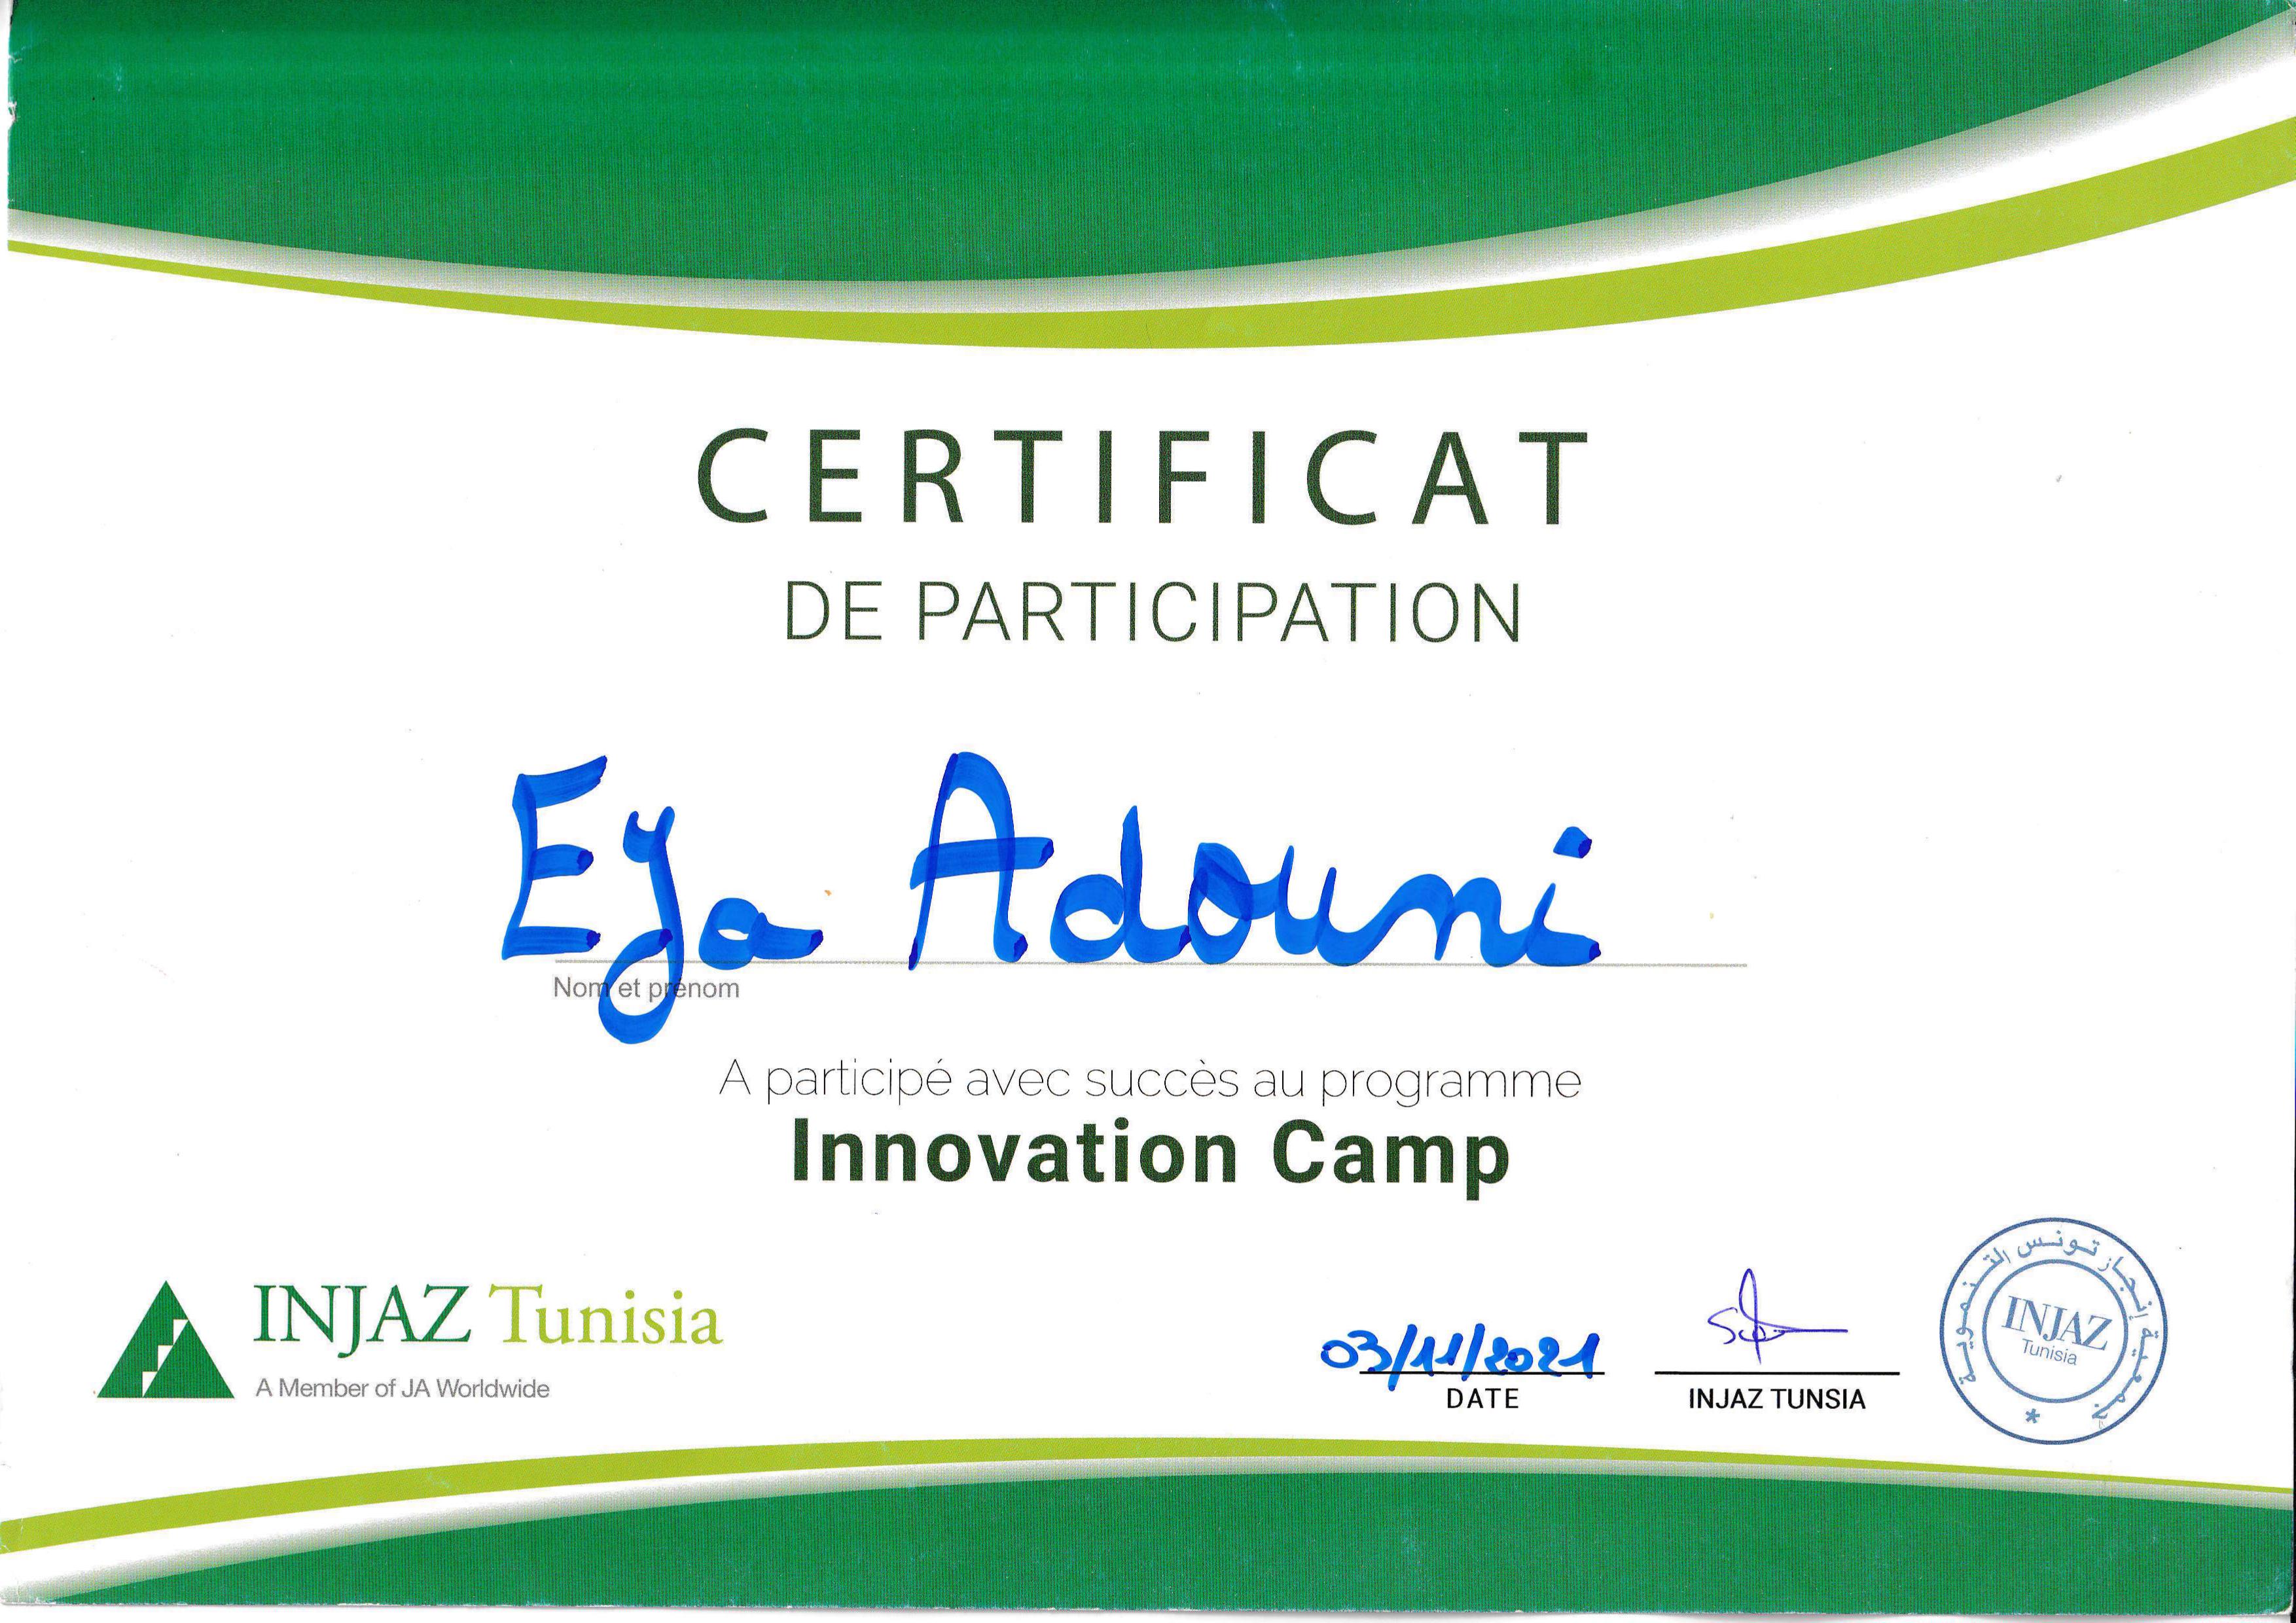 CERTIFICAT
DE PARTICIPATION
Eya Adouni
Nom et prénom
A participé avec succès au programme
Innovation Camp
INJAZ Tunisia
A Member of JA Worldwide
03/11/2021
DATE
INJAZ TUNSIA
جمعية إنجاز تونس التنموية
INJAZ
Tunisia
*